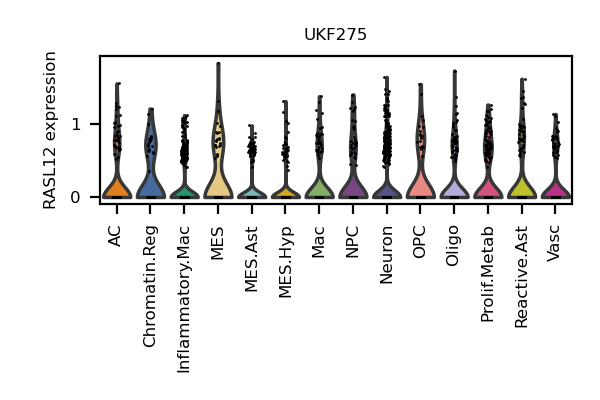 UKF275
RASL12 expression
1
0
AC
Chromatin.Reg
Inflammatory.Mac
MES
MES.Ast
MES.Hyp
Mac
NPC
Neuron
OPC
Oligo
Prolif.Metab
Reactive.Ast
Vasc